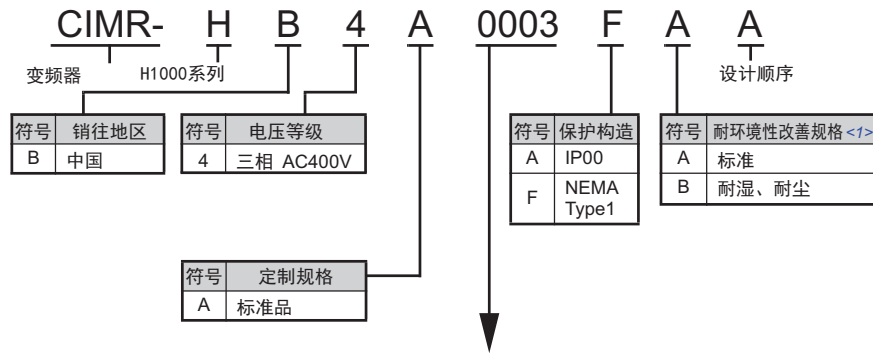 CIMR- H B 4 A 0003 F A A
变频器 H1000系列 设计顺序
符号 销往地区
B 中国
符号 电压等级
4 三相 AC400V
符号 保护构造
A IP00
F NEMA
Type1
符号 耐环境性改善规格<1>
A 标准
B 耐湿、耐尘
符号 定制规格
A 标准品